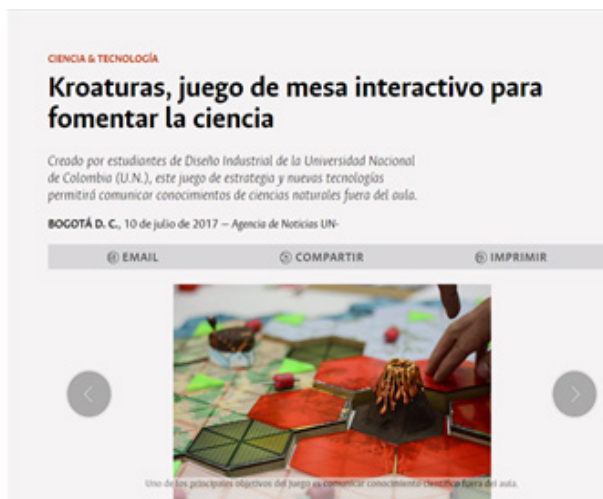 CIENCIA & TECNOLOGÍA
Kroaturas, juego de mesa interactivo para
fomentar la ciencia
Creado por estudiantes de Diseño Industrial de la Universidad Nacional
de Colombia (U.N.), este juego de estrategia y nuevas tecnologías
permitirá comunicar conocimientos de ciencias naturales fuera del aula.
BOGOTÁ D. C., 10 de julio de 2017 — Agencia de Noticias UN-
EMAIL COMPARTIR IMPRIMIR
Uno de los principales objetivos del juego es comunicar conocimiento científico fuera del aula.